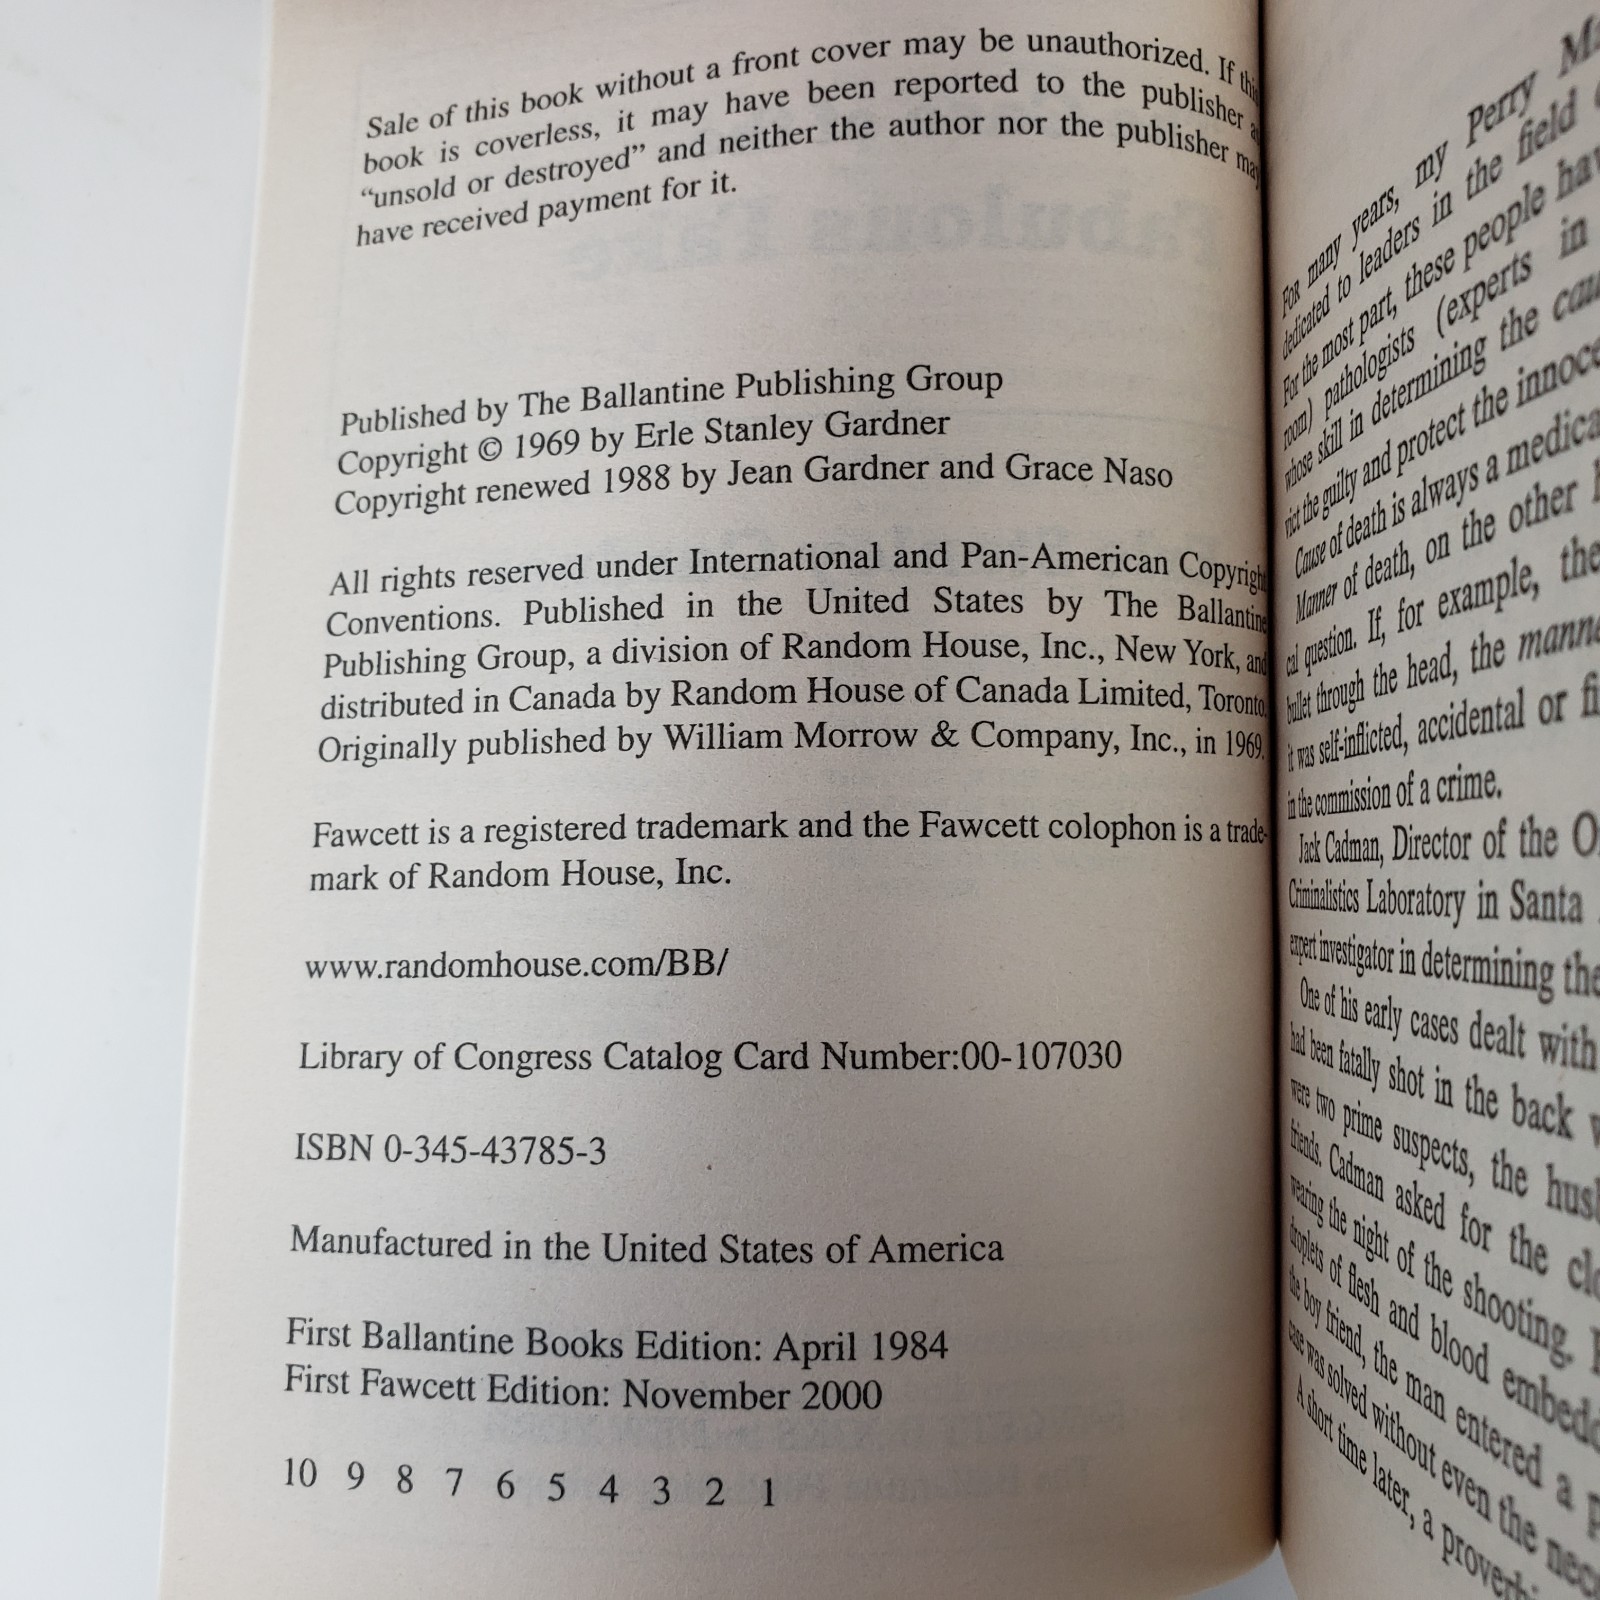 Sale of this book without a front cover may be unauthorized. If this
book is coverless, it may have been reported to the publisher as
“unsold or destroyed” and neither the author nor the publisher may
have received payment for it.
Published by The Ballantine Publishing Group
Copyright © 1969 by Erle Stanley Gardner
Copyright renewed 1988 by Jean Gardner and Grace Naso
All rights reserved under International and Pan-American Copyright
Conventions. Published in the United States by The Ballantine
Publishing Group, a division of Random House, Inc., New York, and
distributed in Canada by Random House of Canada Limited, Toronto.
Originally published by William Morrow & Company, Inc., in 1969.
Fawcett is a registered trademark and the Fawcett colophon is a trade-
mark of Random House, Inc.
www.randomhouse.com/BB/
Library of Congress Catalog Card Number:00-107030
ISBN 0-345-43785-3
Manufactured in the United States of America
First Ballantine Books Edition: April 1984
First Fawcett Edition: November 2000
10 9 8 7 6 5 4 3 2 1
For many years, my Perry
dedicated to leaders in the field
For the most part, these people have
room) pathologists (experts in
whose skill in determining the
vict the guilty and protect the
Cause of death is always a
Manner of death, on the other
cal question. If, for example, the
bullet through the head, the
it was self-inflicted, accidental or
in the commission of a crime.
Jack Cadman, Director of the
Criminalistics Laboratory in Santa
expert investigator in determining the
One of his early cases dealt with
had been fatally shot in the back
were two prime suspects, the
friends. Cadman asked for the
wearing the night of the shooting.
droplets of flesh and blood
the boy friend, the man entered a
case was solved without even the
A short time later, a